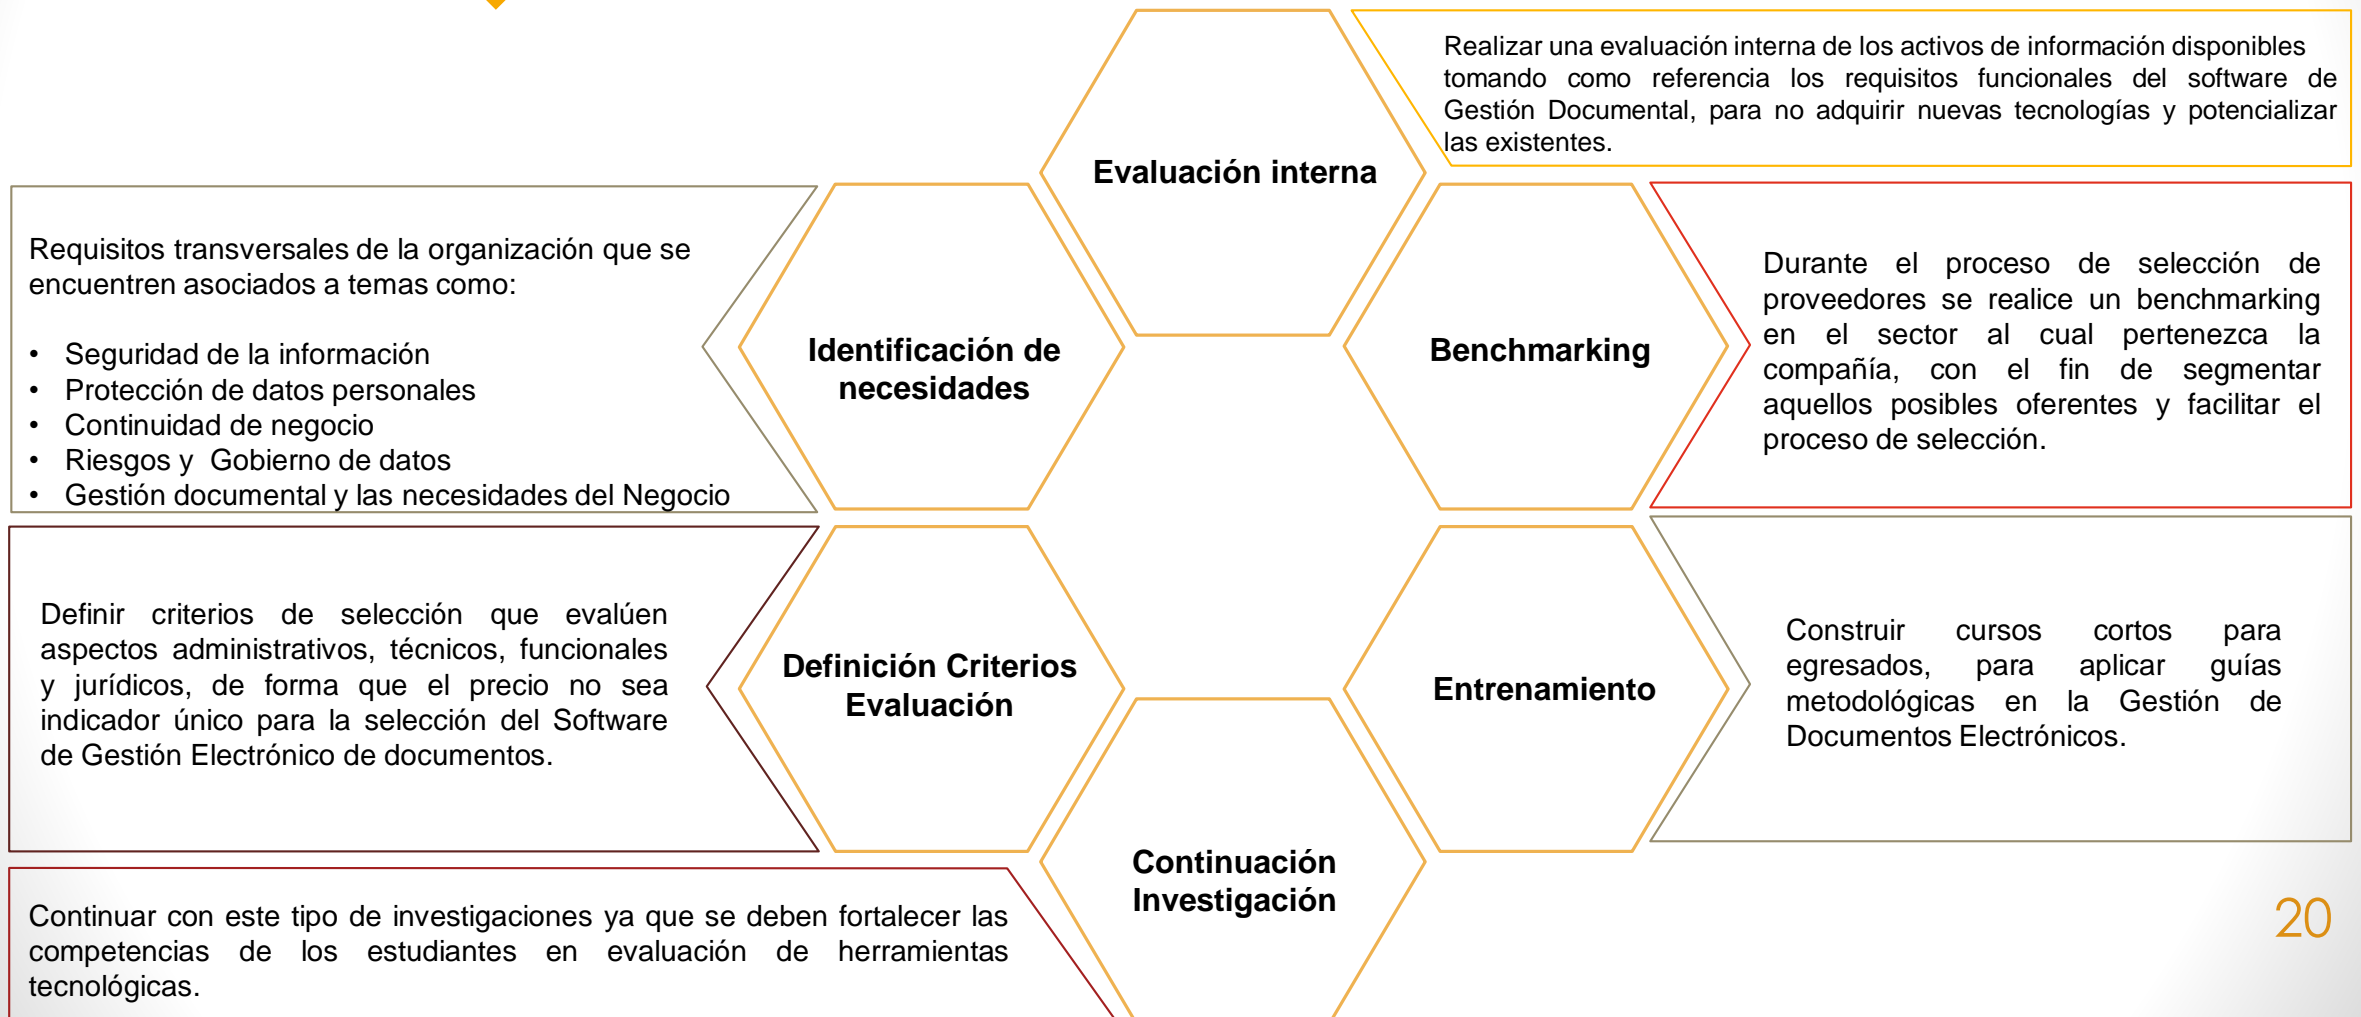 Realizar una evaluación interna de los activos de información disponibles
tomando como referencia los requisitos funcionales del software de
Gestión Documental, para no adquirir nuevas tecnologías y potencializar
las existentes.
Evaluación interna
Requisitos transversales de la organización que se
encuentren asociados a temas como:
• Seguridad de la información
• Protección de datos personales
• Continuidad de negocio
• Riesgos y Gobierno de datos
• Gestión documental y las necesidades del Negocio
Identificación de
necesidades
Benchmarking
Durante el proceso de selección de
proveedores se realice un benchmarking
en el sector al cual pertenezca la
compañía, con el fin de segmentar
aquellos posibles oferentes y facilitar el
proceso de selección.
Definir criterios de selección que evalúen
aspectos administrativos, técnicos, funcionales
y jurídicos, de forma que el precio no sea
indicador único para la selección del Software
de Gestión Electrónico de documentos.
Definición Criterios
Evaluación
Entrenamiento
Construir cursos cortos para
egresados, para aplicar guías
metodológicas en la Gestión de
Documentos Electrónicos.
Continuación
Investigación
Continuar con este tipo de investigaciones ya que se deben fortalecer las
competencias de los estudiantes en evaluación de herramientas
tecnológicas.
20